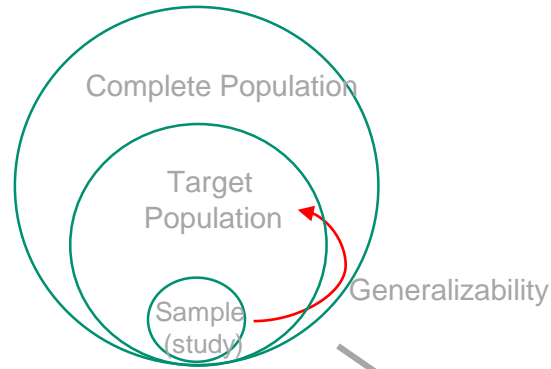 Complete Population
Target
Population
Sample
(study)
Generalizability